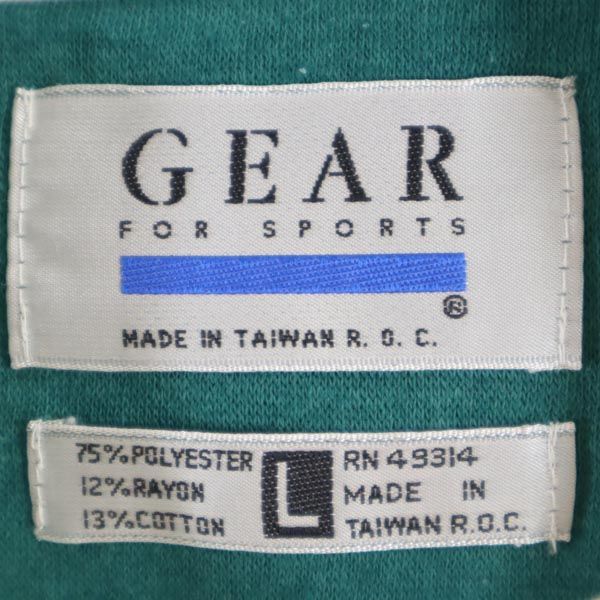 GEAR
FOR SPORTS
®
MADE IN TAIWAN R. O. C.
75% POLYESTER
12% RAYON
13% COTTON
L
RN 49314
MADE IN
TAIWAN R.O.C.